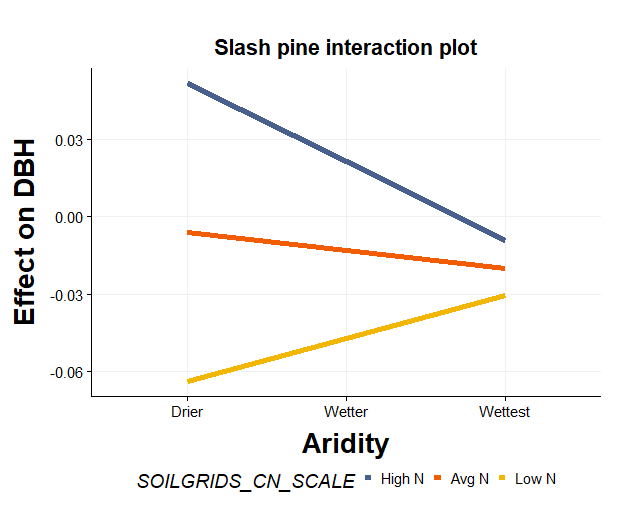 Slash pine interaction plot
Effect on DBH
0.03
0.00
-0.03
-0.06
Drier Wetter Wettest
Aridity
SOILGRIDS_CN_SCALE High N Avg N Low N